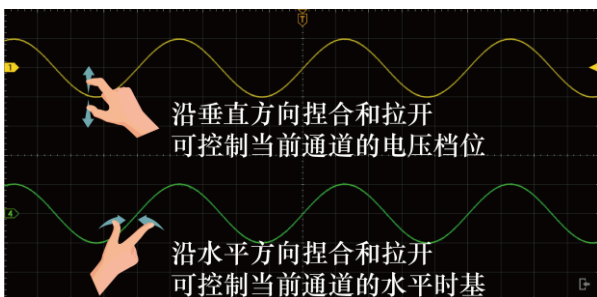 T
1
沿垂直方向捏合和拉开
可控制当前通道的电压档位
4
沿水平方向捏合和拉开
可控制当前通道的水平时基